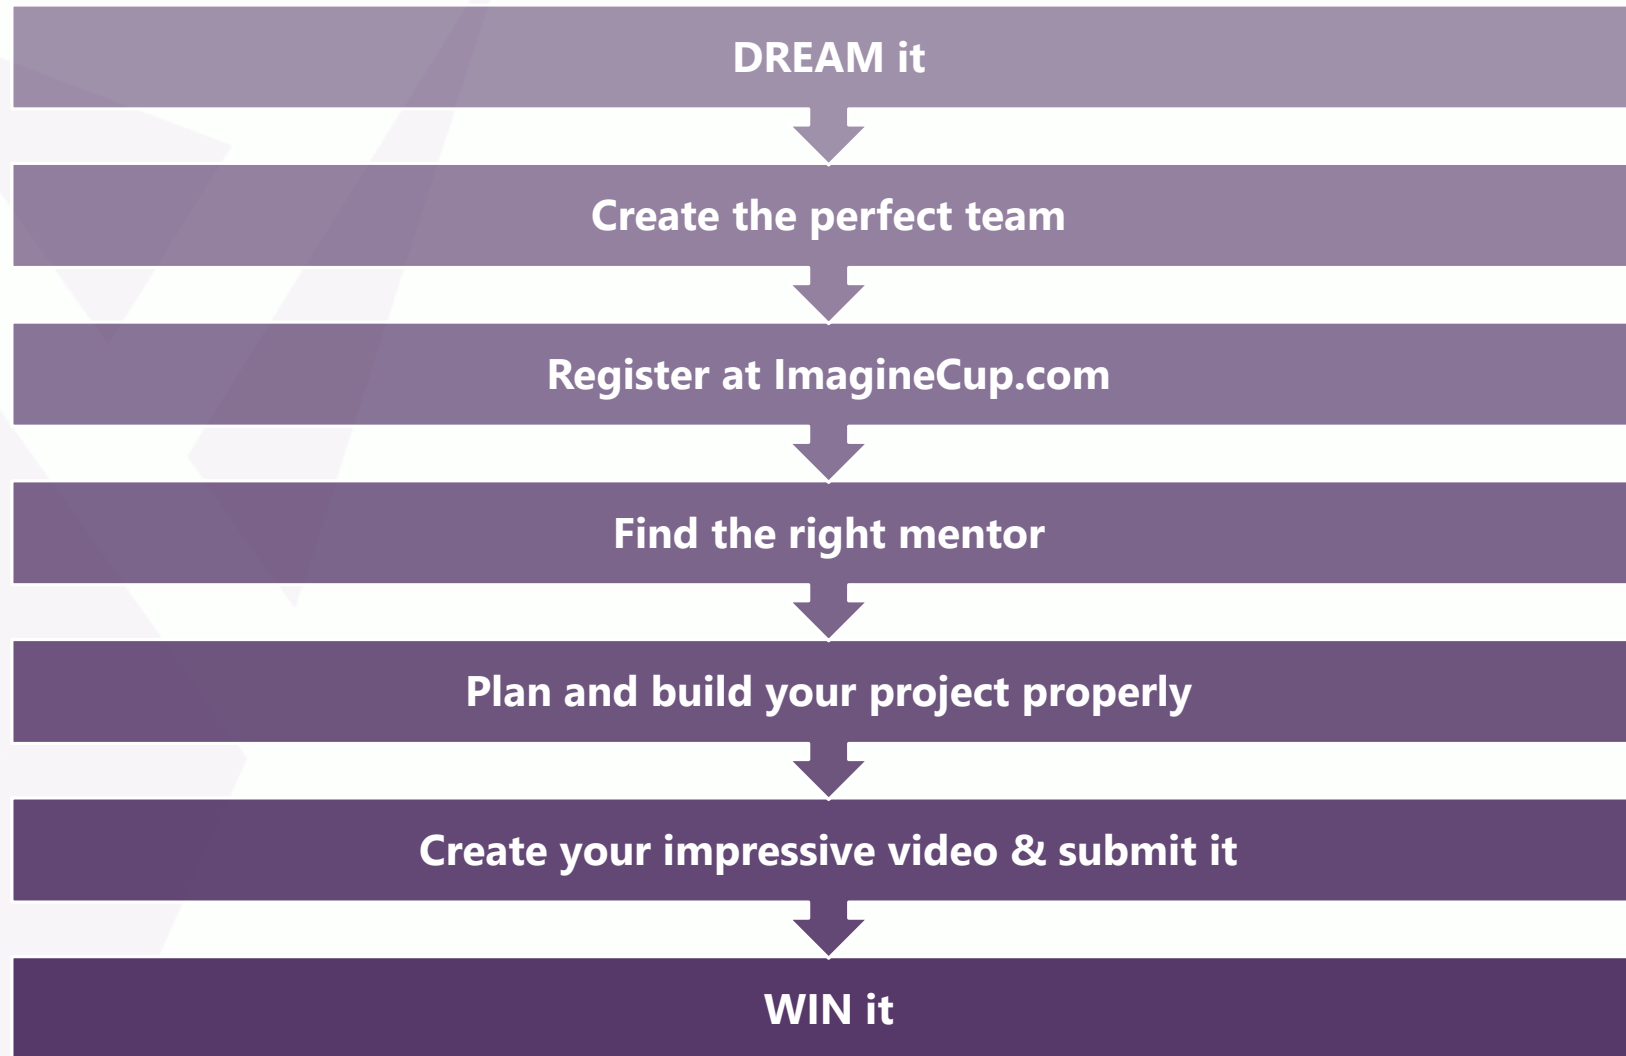 DREAM it
Create the perfect team
Register at ImagineCup.com
Find the right mentor
Plan and build your project properly
Create your impressive video & submit it
WIN it